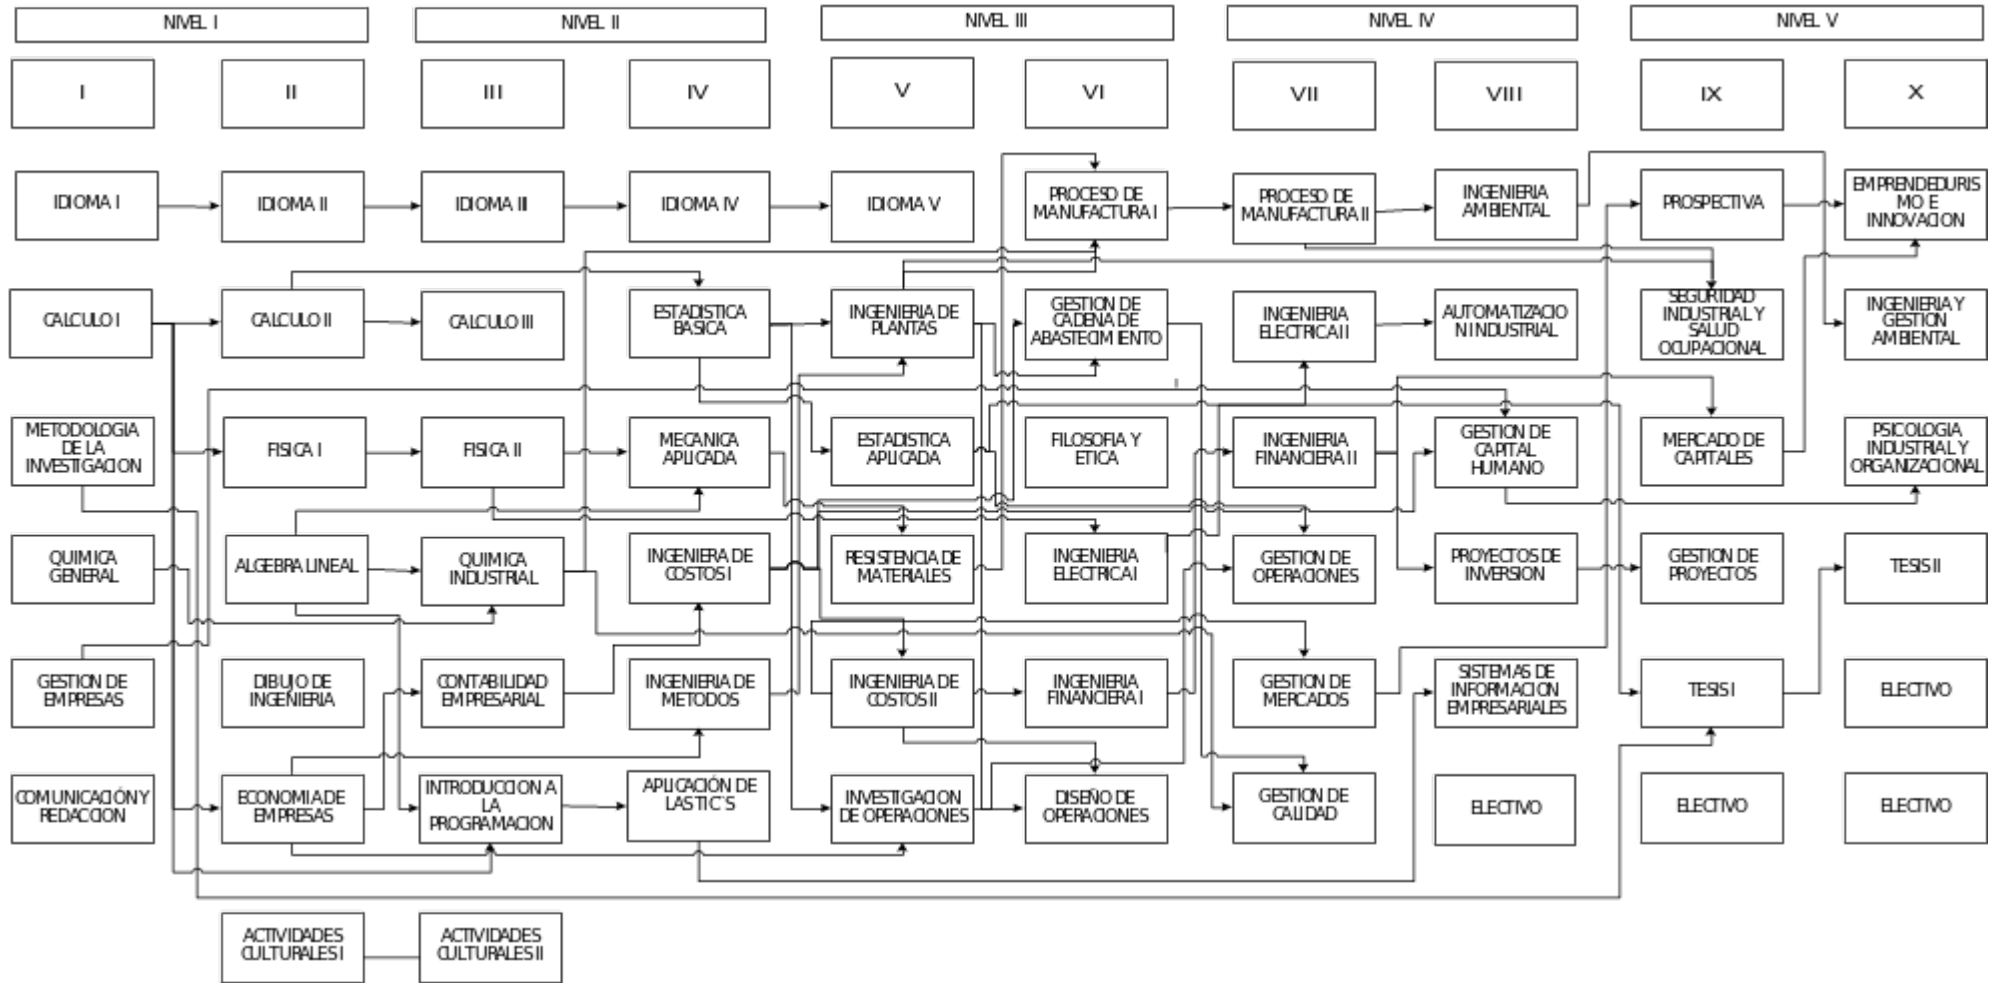 NIVEL I
NIVEL II
NIVEL III
NIVEL IV
NIVEL V
I
II
III
IV
V
VI
VII
VIII
IX
X
IDIOMA I
IDIOMA II
IDIOMA III
IDIOMA IV
IDIOMA V
PROCESO DE
MANUFACTURA I
PROCESO DE
MANUFACTURA II
INGENIERIA
AMBIENTAL
PROSPECTIVA
EMPRENDEDURIS
MO E
INNOVACION
CALCULO I
CALCULO II
CALCULO III
ESTADISTICA
BASICA
INGENIERIA DE
PLANTAS
GESTION DE
CADENA DE
ABASTECIMIENTO
INGENIERIA
ELECTRICA II
AUTOMATIZACIO
N INDUSTRIAL
SEGURIDAD
INDUSTRIAL Y
SALUD
OCUPACIONAL
INGENIERIA Y
GESTION
AMBIENTAL
METODOLOGIA
DE LA
INVESTIGACION
FISICA I
FISICA II
MECANICA
APLICADA
ESTADISTICA
APLICADA
FILOSOFIA Y
ETICA
INGENIERIA
FINANCIERA II
GESTION DE
CAPITAL
HUMANO
MERCADO DE
CAPITALES
PSICOLOGIA
INDUSTRIAL Y
ORGANIZACIONAL
QUIMICA
GENERAL
ALGEBRA LINEAL
QUIMICA
INDUSTRIAL
INGENIERA DE
COSTOS I
RESISTENCIA DE
MATERIALES
INGENIERIA
ELECTRICA I
GESTION DE
OPERACIONES
PROYECTOS DE
INVERSION
GESTION DE
PROYECTOS
TESIS II
GESTION DE
EMPRESAS
DIBUJO DE
INGENIERIA
CONTABILIDAD
EMPRESARIAL
INGENIERIA DE
METODOS
INGENIERIA DE
COSTOS II
INGENIERIA
FINANCIERA I
GESTION DE
MERCADOS
SISTEMAS DE
INFORMACION
EMPRESARIALES
TESIS I
ELECTIVO
COMUNICACIÓN Y
REDACCION
ECONOMIA DE
EMPRESAS
INTRODUCCION A
LA
PROGRAMACION
APLICACIÓN DE
LAS TIC´S
INVESTIGACION
DE OPERACIONES
DISEÑO DE
OPERACIONES
GESTION DE
CALIDAD
ELECTIVO
ELECTIVO
ELECTIVO
ACTIVIDADES
CULTURALES I
ACTIVIDADES
CULTURALES II